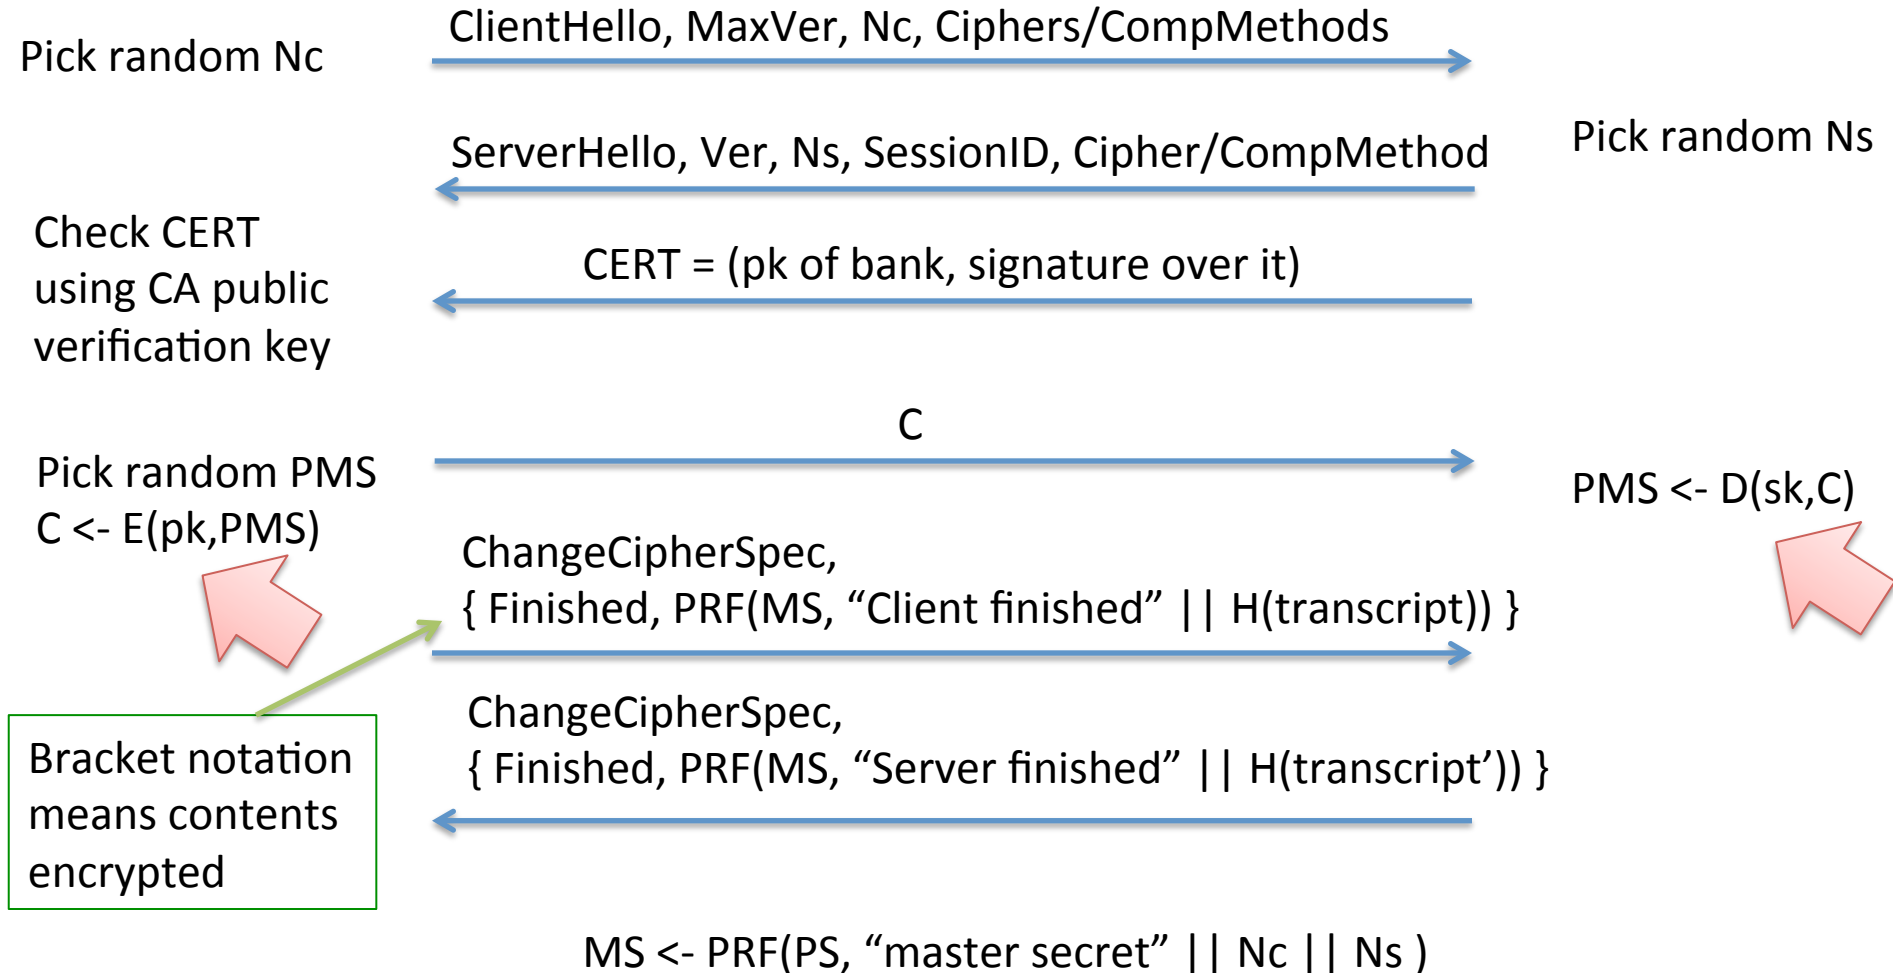 ClientHello, MaxVer, Nc, Ciphers/CompMethods
Pick random Nc
Pick random Ns
ServerHello, Ver, Ns, SessionID, Cipher/CompMethod
Check CERT
using CA public
verification key
CERT = (pk of bank, signature over it)
C
Pick random PMS
C <- E(pk,PMS)
PMS <- D(sk,C)
ChangeCipherSpec,
{ Finished, PRF(MS, “Client finished” || H(transcript)) }
ChangeCipherSpec,
{ Finished, PRF(MS, “Server finished” || H(transcript’)) }
Bracket notation
means contents
encrypted
MS <- PRF(PS, “master secret” || Nc || Ns )